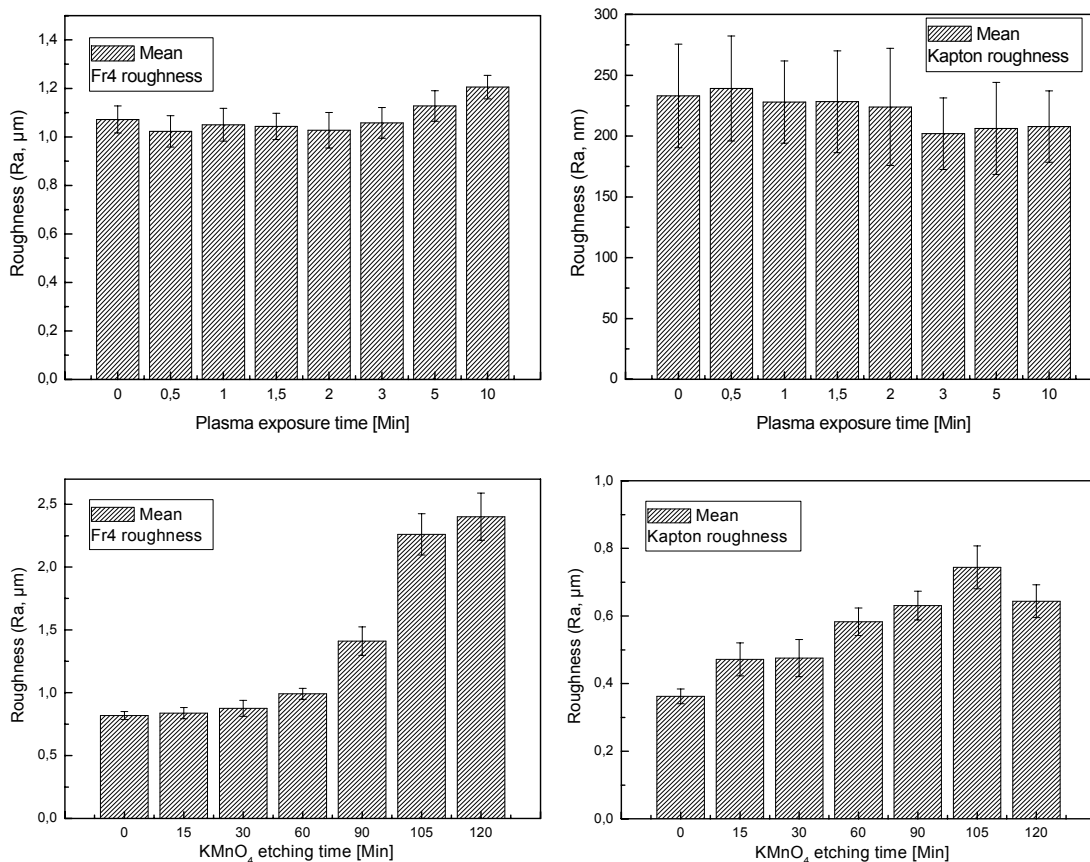 1,4
1,2
1,0
0,8
0,6
0,4
0,2
0,0
Roughness (Ra, μm)
Mean
Fr4 roughness
0 0,5 1 1,5 2 3 5 10
Plasma exposure time [Min]
300
250
200
150
100
50
0
Roughness (Ra, nm)
Mean
Kapton roughness
0 0,5 1 1,5 2 3 5 10
Plasma exposure time [Min]
2,5
2,0
1,5
1,0
0,5
0,0
Roughness (Ra, μm)
Mean
Fr4 roughness
0 15 30 60 90 105 120
KMnO₄ etching time [Min]
1,0
0,8
0,6
0,4
0,2
0,0
Roughness (Ra, μm)
Mean
Kapton roughness
0 15 30 60 90 105 120
KMnO₄ etching time [Min]